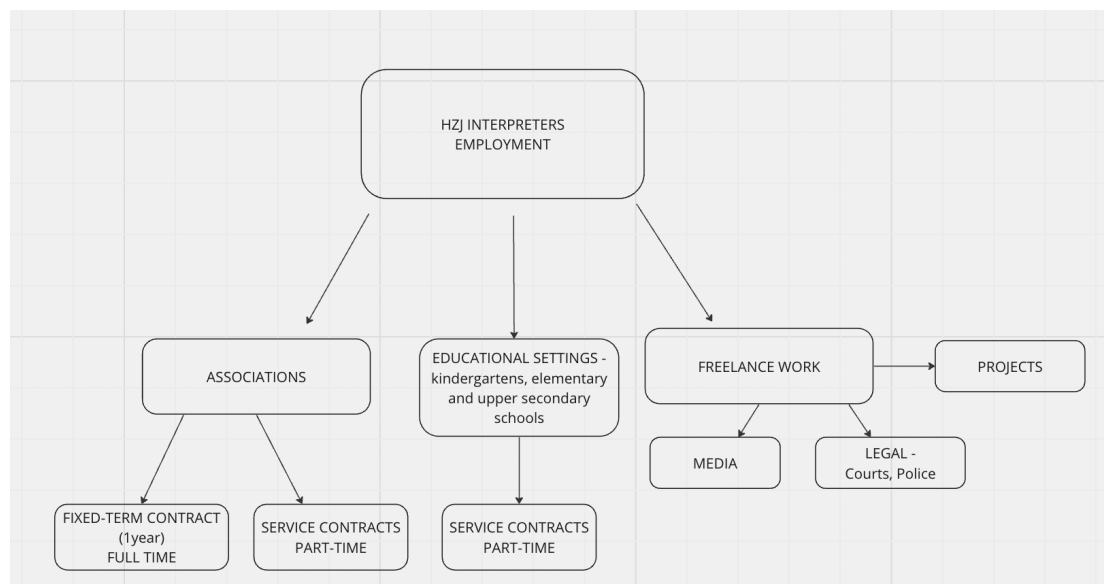 HZJ INTERPRETERS
EMPLOYMENT
ASSOCIATIONS
EDUCATIONAL SETTINGS -
kindergartens, elementary
and upper secondary
schools
FREELANCE WORK
PROJECTS
MEDIA
LEGAL -
Courts, Police
FIXED-TERM CONTRACT
(1year)
FULL TIME
SERVICE CONTRACTS
PART-TIME
SERVICE CONTRACTS
PART-TIME